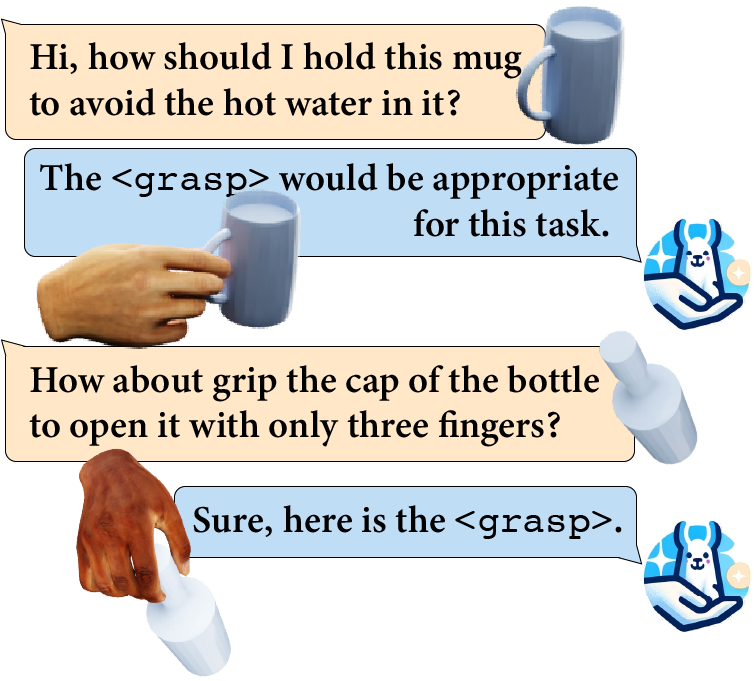 Hi, how should I hold this mug
to avoid the hot water in it?
The <grasp> would be appropriate
for this task.
How about grip the cap of the bottle
to open it with only three fingers?
Sure, here is the <grasp>.